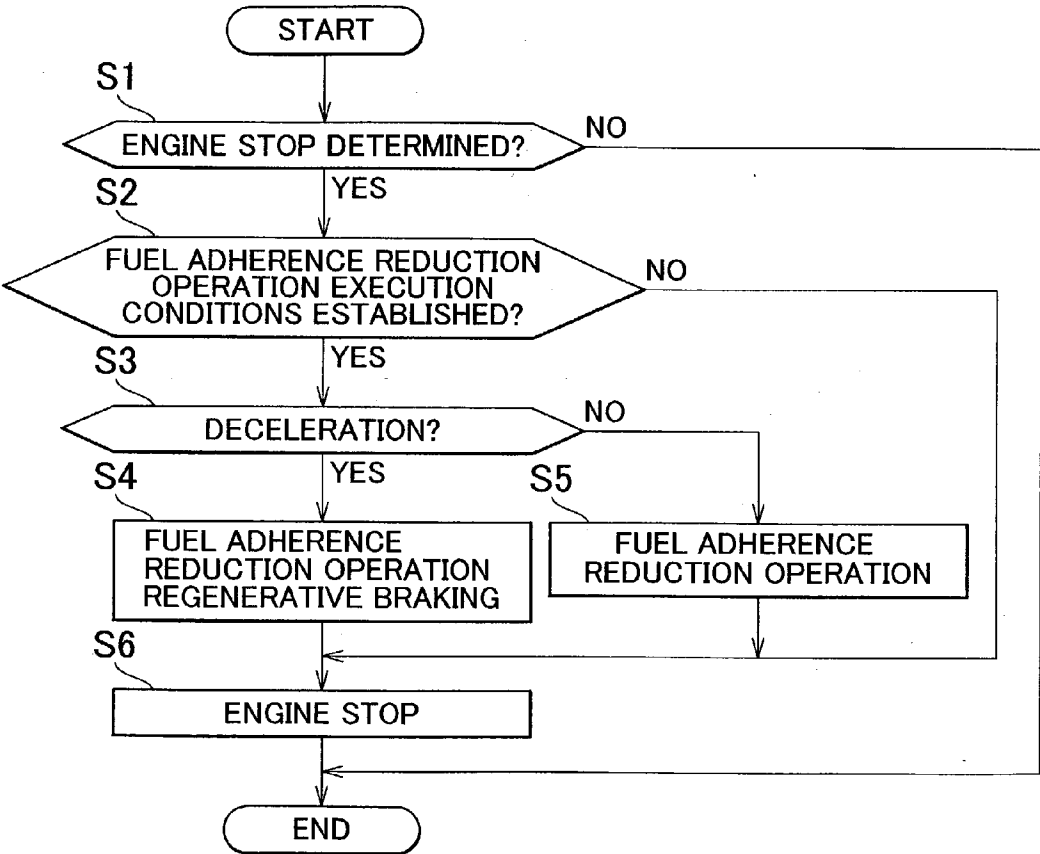 START
S1
ENGINE STOP DETERMINED?
NO
YES
S2
FUEL ADHERENCE REDUCTION
OPERATION EXECUTION
CONDITIONS ESTABLISHED?
NO
YES
S3
DECELERATION?
NO
YES
S4
FUEL ADHERENCE
REDUCTION OPERATION
REGENERATIVE BRAKING
S5
FUEL ADHERENCE
REDUCTION OPERATION
S6
ENGINE STOP
END